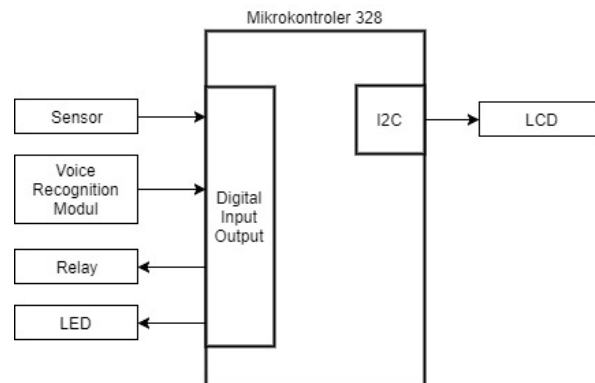 Mikrokontroler 328
Sensor
Voice
Recognition
Modul
Relay
LED
Digital
Input
Output
I2C
LCD